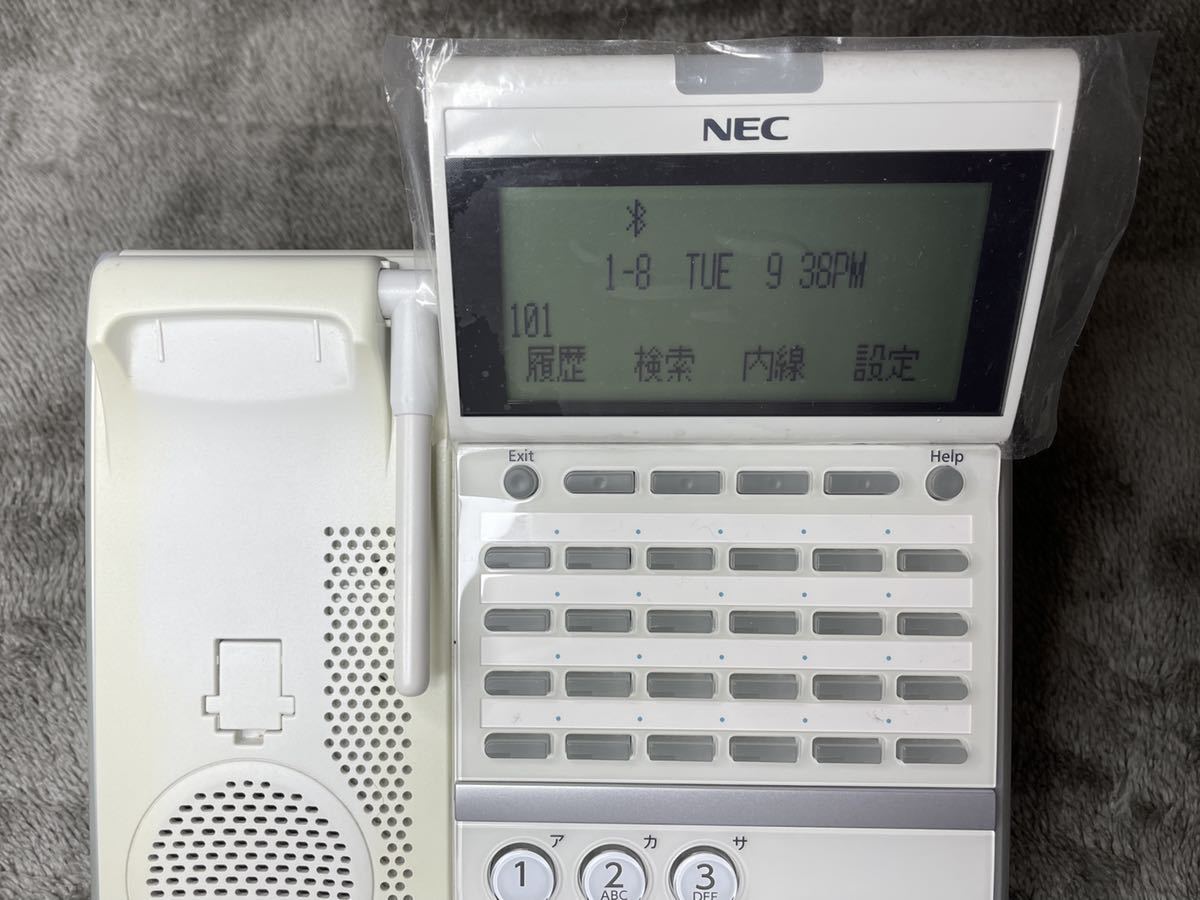 NEC
1-8 TUE 9 38PM
101
履歴 検索 内線 設定
Exit Help
ア カ サ
1 2 3
ABC DEF